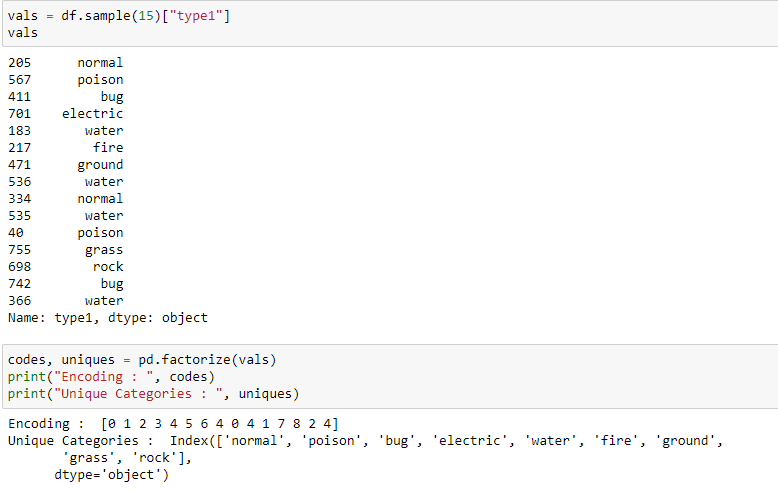 vals = df.sample(15)["type1"]
vals
205 normal
567 poison
411 bug
701 electric
183 water
217 fire
471 ground
536 water
334 normal
535 water
40 poison
755 grass
698 rock
742 bug
366 water
Name: type1, dtype: object
codes, uniques = pd.factorize(vals)
print("Encoding : ", codes)
print("Unique Categories : ", uniques)
Encoding :  [0 1 2 3 4 5 6 4 0 4 1 7 8 2 4]
Unique Categories :  Index(['normal', 'poison', 'bug', 'electric', 'water', 'fire', 'ground',
'grass', 'rock'],
dtype='object')